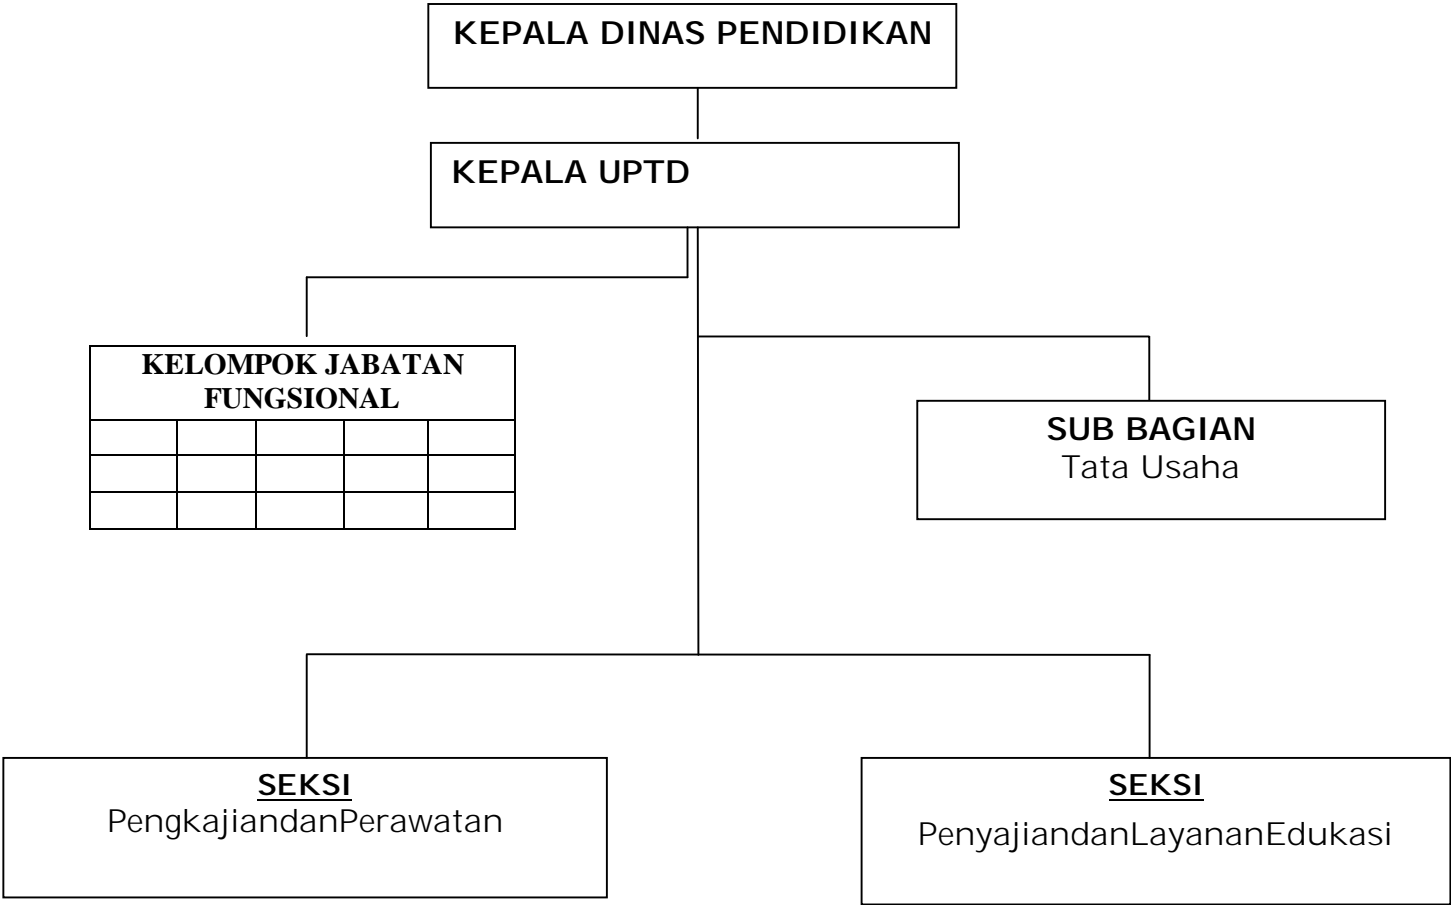 KEPALA DINAS PENDIDIKAN
KEPALA UPTD
KELOMPOK JABATAN
FUNGSIONAL
SUB BAGIAN
Tata Usaha
SEKSI
PengkajiandanPerawatan
SEKSI
PenyajiandanLayananEdukasi